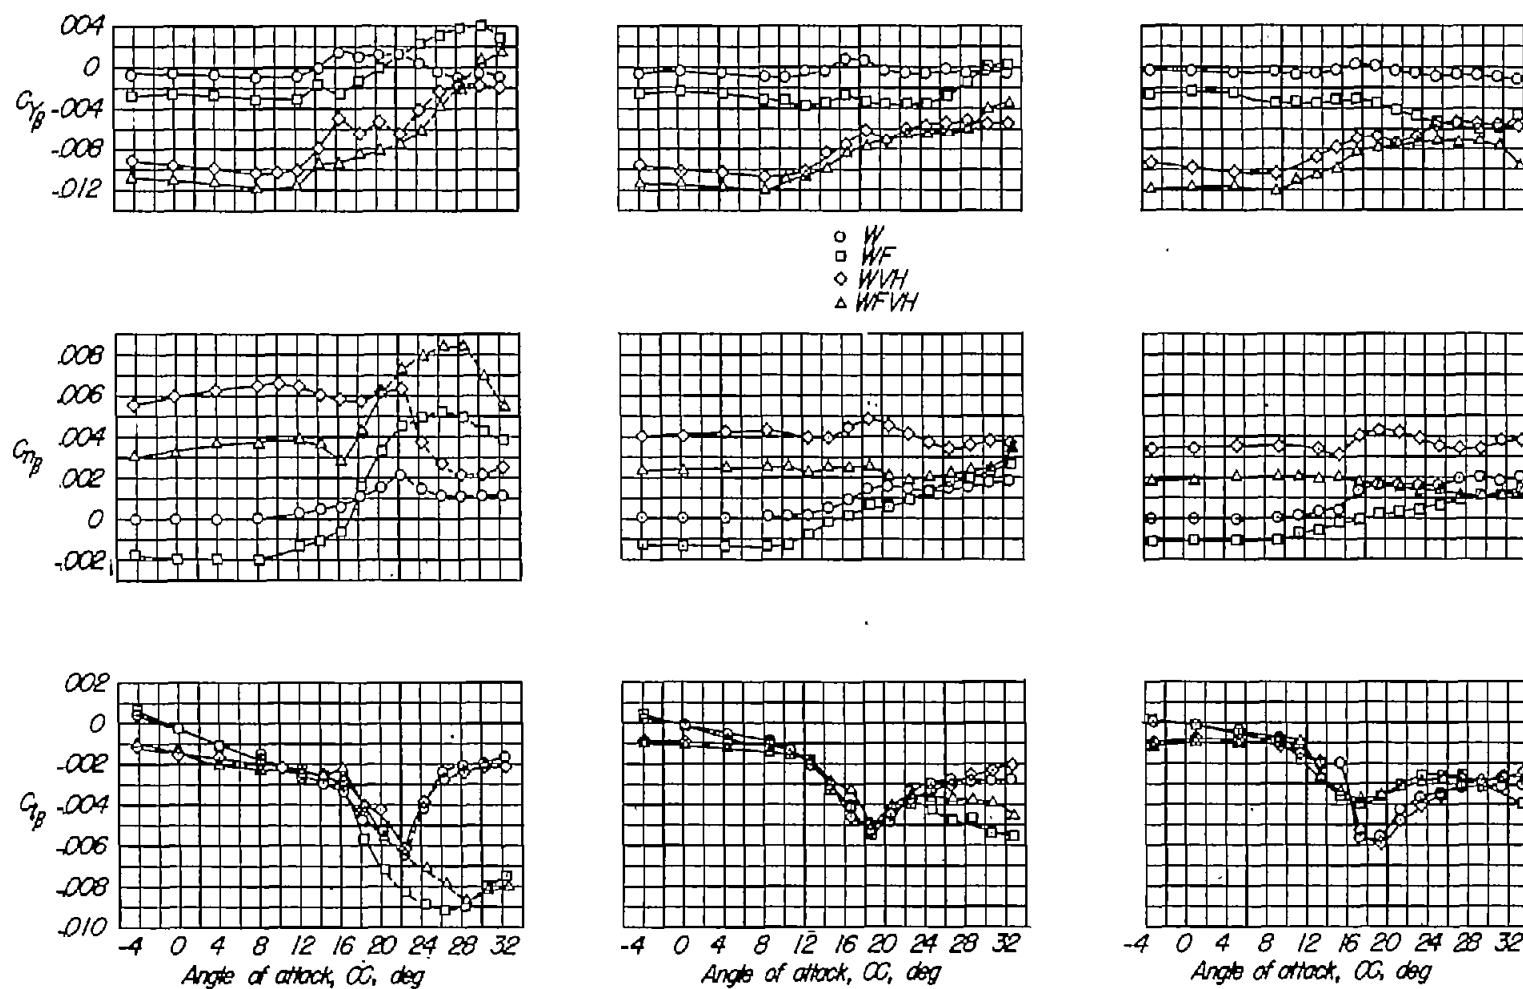 .004
0
-.004
-.008
-.012
CYβ
W
WF
WVH
WFVH
.008
.006
.004
.002
0
-.002
Cnβ
.002
0
-.002
-.004
-.006
-.008
-.010
Clβ
-4 0 4 8 12 16 20 24 28 32
-4 0 4 8 12 16 20 24 28 32
-4 0 4 8 12 16 20 24 28 32
Angle of attack, α, deg
Angle of attack, α, deg
Angle of attack, α, deg